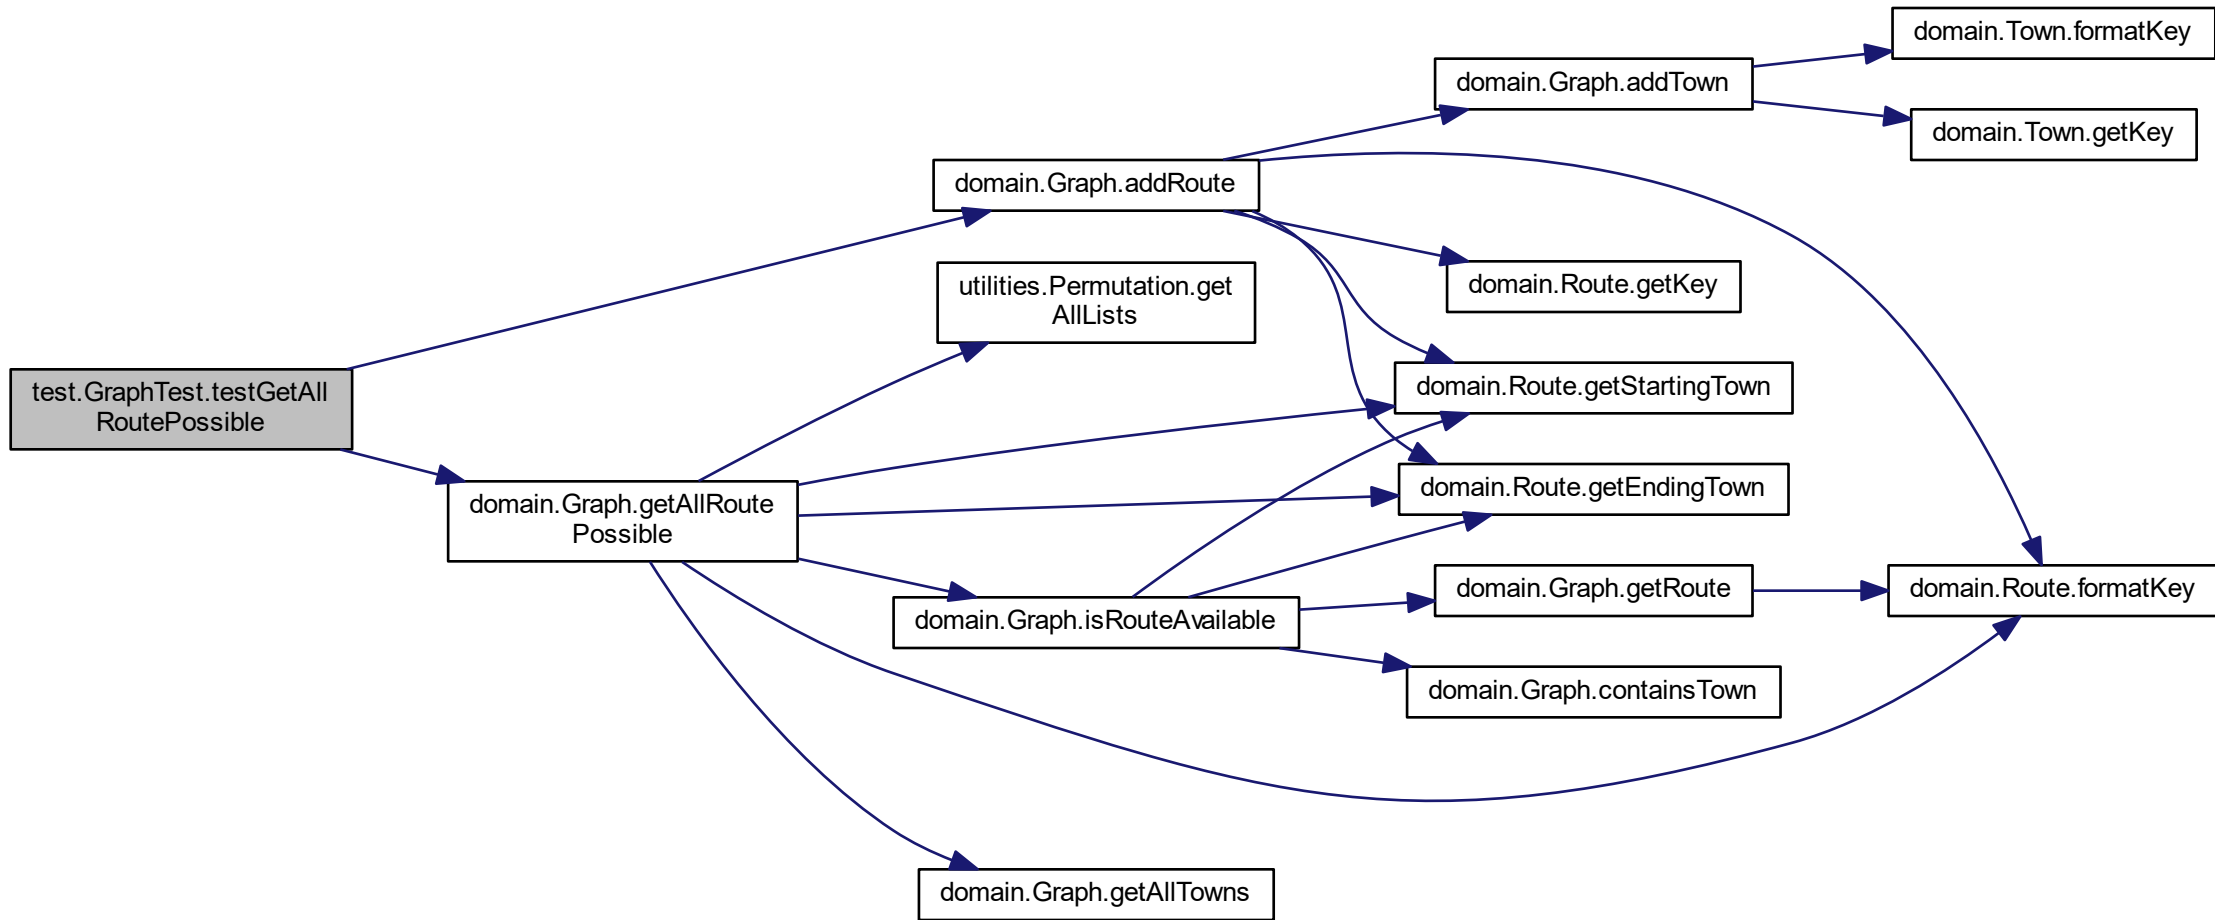 domain.Town.formatKey
domain.Graph.addTown
domain.Town.getKey
domain.Graph.addRoute
domain.Route.getKey
utilities.Permutation.get
AllLists
domain.Route.getStartingTown
test.GraphTest.testGetAll
RoutePossible
domain.Route.getEndingTown
domain.Graph.getAllRoute
Possible
domain.Graph.getRoute
domain.Route.formatKey
domain.Graph.isRouteAvailable
domain.Graph.containsTown
domain.Graph.getAllTowns